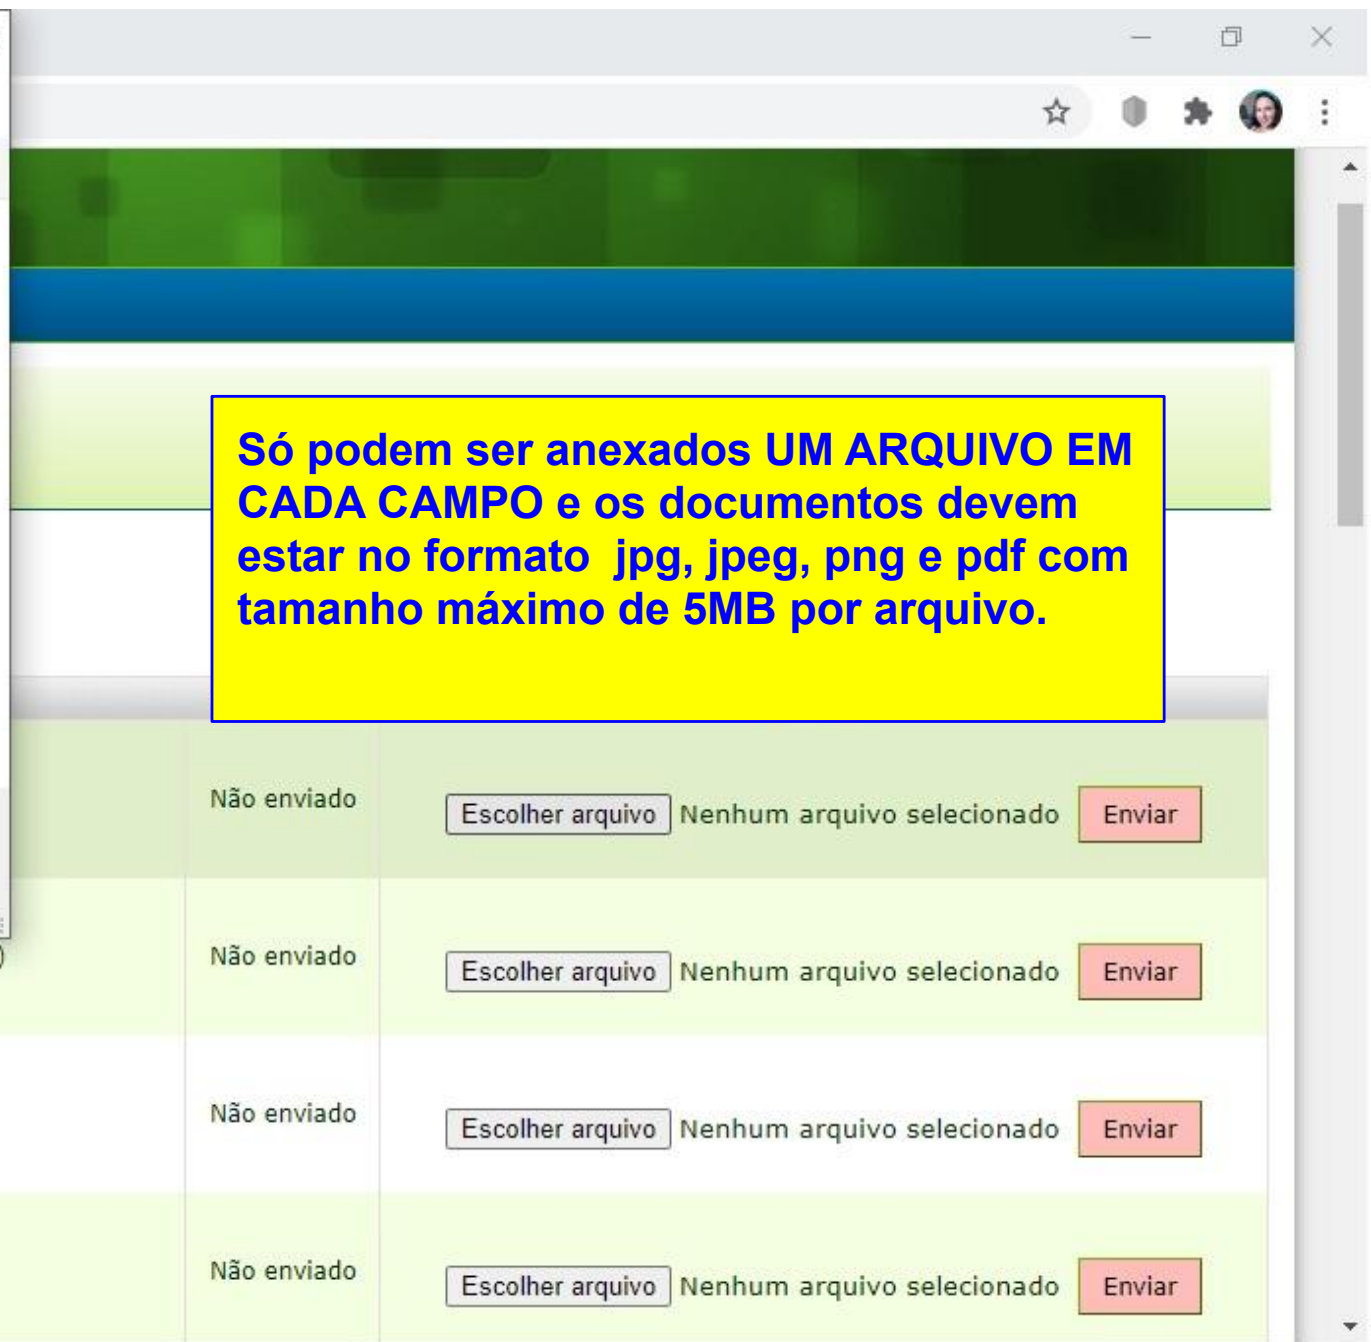 Só podem ser anexados UM ARQUIVO EM
CADA CAMPO e os documentos devem
estar no formato  jpg, jpeg, png e pdf com
tamanho máximo de 5MB por arquivo.
Não enviado Escolher arquivo Nenhum arquivo selecionado Enviar
)
Não enviado Escolher arquivo Nenhum arquivo selecionado Enviar
Não enviado Escolher arquivo Nenhum arquivo selecionado Enviar
Não enviado Escolher arquivo Nenhum arquivo selecionado Enviar